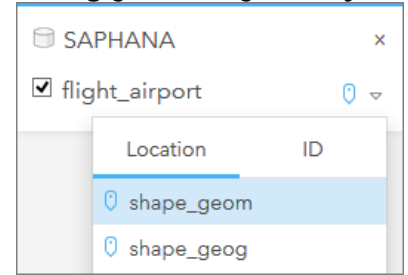 SAPHANA ×
flight_airport
Location ID
shape_geom
shape_geog